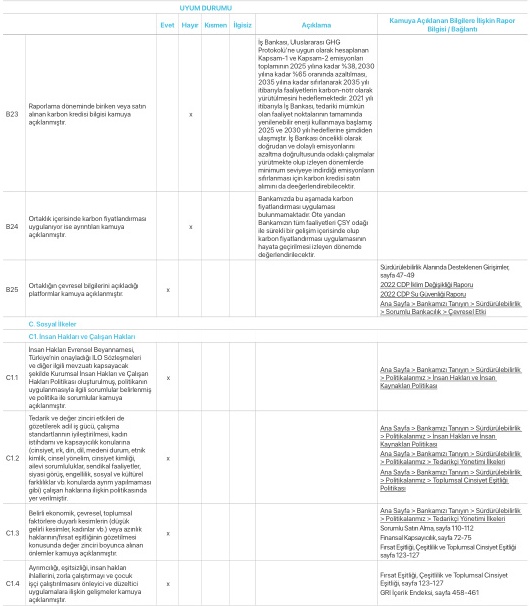 UYUM DURUMU
Evet Hayır Kısmen İlgisiz Açıklama Kamuya Açıklanan Bilgilere İlişkin Rapor
Bilgisi / Bağlantı
B23
Raporlama döneminde biriken veya satın
alınan karbon kredisi bilgisi kamuya
açıklanmıştır.
x
İş Bankası, Uluslararası GHG
Protokolü'ne uygun olarak hesaplanan
Kapsam-1 ve Kapsam-2 emisyonları
toplamının 2025 yılına kadar %38, 2030
yılına kadar %65 oranında azaltılması,
2035 yılına kadar sıfırlanarak 2035 yılı
itibarıyla faaliyetlerin karbon-nötr olarak
yürütülmesini hedeflemektedir. 2021 yılı
itibarıyla İş Bankası, tedariki mümkün
olan faaliyet noktalarının tamamında
yenilenebilir enerji kullanmaya başlamış
2025 ve 2030 yılı hedeflerine şimdiden
ulaşmıştır. İş Bankası öncelikli olarak
doğrudan ve dolaylı emisyonlarını
azaltma doğrultusunda odaklı çalışmalar
yürütmekte olup izleyen dönemlerde
minimum seviyeye indirdiği emisyonların
sıfırlanması için karbon kredisi satın
alımını da değerlendirebilecektir.
B24
Ortaklık içerisinde karbon fiyatlandırması
uygulanıyor ise ayrıntıları kamuya
açıklanmıştır.
x
Bankamızda bu aşamada karbon
fiyatlandırması uygulaması
bulunmamaktadır. Öte yandan
Bankamızın tüm faaliyetleri ÇSY odağı
ile sürekli bir gelişim içerisinde olup
karbon fiyatlandırması uygulamasının
hayata geçirilmesi izleyen dönemde
değerlendirilecektir.
B25
Ortaklığın çevresel bilgilerini açıkladığı
platformlar kamuya açıklanmıştır.
x
Sürdürülebilirlik Alanında Desteklenen Girişimler,
sayfa 47-49
2022 CDP İklim Değişikliği Raporu
2022 CDP Su Güvenliği Raporu
Ana Sayfa > Bankamızı Tanıyın > Sürdürülebilirlik
> Sorumlu Bankacılık > Çevresel Etki
C. Sosyal İlkeler
C1. İnsan Hakları ve Çalışan Hakları
C1.1
İnsan Hakları Evrensel Beyannamesi,
Türkiye'nin onayladığı ILO Sözleşmeleri
ve diğer ilgili mevzuatı kapsayacak
şekilde Kurumsal İnsan Hakları ve Çalışan
Hakları Politikası oluşturulmuş, politikanın
uygulanmasıyla ilgili sorumlular belirlenmiş
ve politika ile sorumlular kamuya
açıklanmıştır.
x
Ana Sayfa > Bankamızı Tanıyın > Sürdürülebilirlik
> Politikalarımız > İnsan Hakları ve İnsan
Kaynakları Politikası
C1.2
Tedarik ve değer zinciri etkileri de
gözetilerek adil iş gücü, çalışma
standartlarının iyileştirilmesi, kadın
istihdamı ve kapsayıcılık konularına
(cinsiyet, ırk, din, dil, medeni durum, etnik
kimlik, cinsel yönelim, cinsiyet kimliği,
ailevi sorumluluklar, sendikal faaliyetler,
siyasi görüş, engellilik, sosyal ve kültürel
farklılıklar vb. konularda ayrım yapılmaması
gibi) çalışan haklarına ilişkin politikasında
yer verilmiştir.
x
Ana Sayfa > Bankamızı Tanıyın > Sürdürülebilirlik
> Politikalarımız > İnsan Hakları ve İnsan
Kaynakları Politikası
Ana Sayfa > Bankamızı Tanıyın > Sürdürülebilirlik
> Politikalarımız > Tedarikçi Yönetimi İlkeleri
Ana Sayfa > Bankamızı Tanıyın > Sürdürülebilirlik
> Politikalarımız > Toplumsal Cinsiyet Eşitliği
Politikası
C1.3
Belirli ekonomik, çevresel, toplumsal
faktörlere duyarlı kesimlerin (düşük
gelirli kesimler, kadınlar vb.) veya azınlık
haklarının/fırsat eşitliğinin gözetilmesi
konusunda değer zinciri boyunca alınan
önlemler kamuya açıklanmıştır.
x
Ana Sayfa > Bankamızı Tanıyın > Sürdürülebilirlik
> Politikalarımız > Tedarikçi Yönetimi İlkeleri
Sorumlu Satın Alma, sayfa 110-112
Finansal Kapsayıcılık, sayfa 72-75
Fırsat Eşitliği, Çeşitlilik ve Toplumsal Cinsiyet Eşitliği
sayfa 123-127
C1.4
Ayrımcılığı, eşitsizliği, insan hakları
ihlallerini, zorla çalıştırmayı ve çocuk
işçi çalıştırılmasını önleyici ve düzeltici
uygulamalara ilişkin gelişmeler kamuya
açıklanmıştır.
x
Fırsat Eşitliği, Çeşitlilik ve Toplumsal Cinsiyet
Eşitliği, sayfa 123-127
GRI İçerik Endeksi, sayfa 458-461